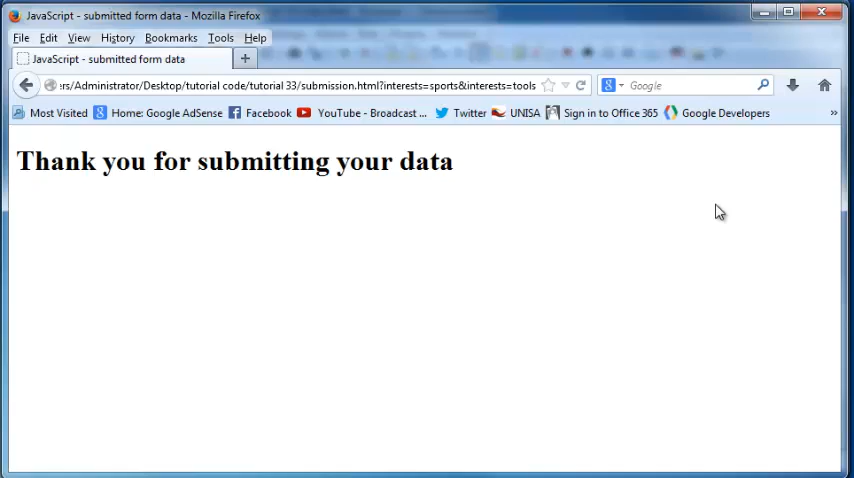 JavaScript - submitted form data - Mozilla Firefox
File Edit View History Bookmarks Tools Help
JavaScript - submitted form data
:rs/Administrator/Desktop/tutorial code/tutorial 33/submission.html?interests=sports&interests=tools Google
Most Visited Home: Google AdSense Facebook YouTube - Broadcast ... Twitter UNISA Sign in to Office 365 Google Developers
Thank you for submitting your data